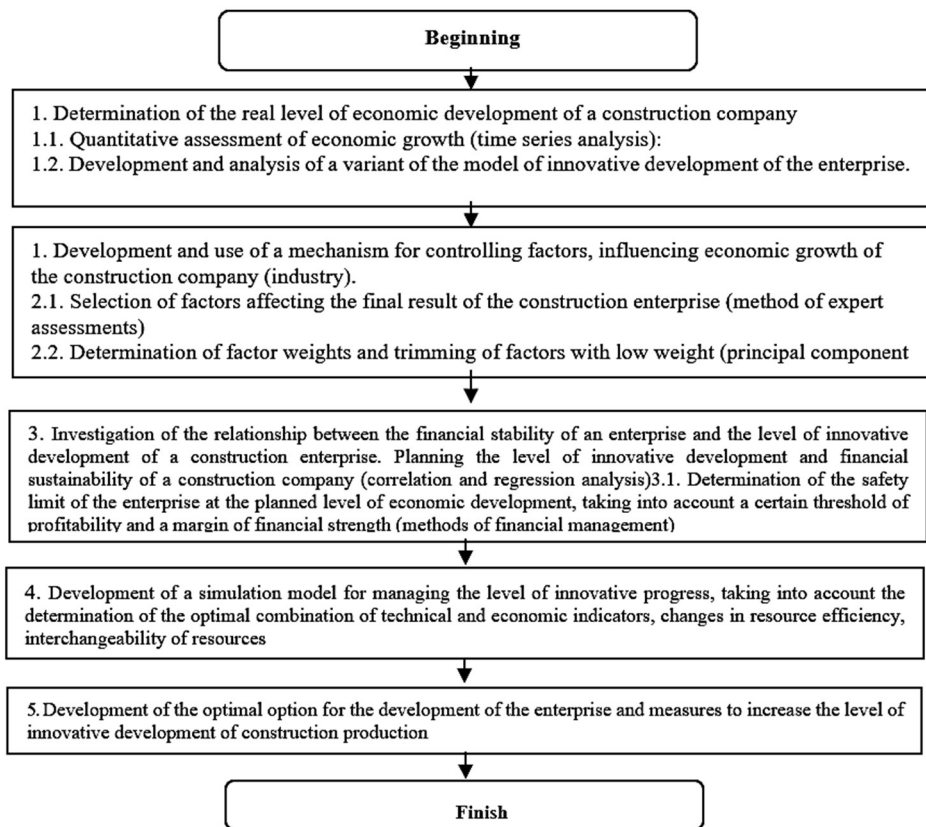 Beginning
1. Determination of the real level of economic development of a construction company
1.1. Quantitative assessment of economic growth (time series analysis):
1.2. Development and analysis of a variant of the model of innovative development of the enterprise.
1. Development and use of a mechanism for controlling factors, influencing economic growth of
the construction company (industry).
2.1. Selection of factors affecting the final result of the construction enterprise (method of expert
assessments)
2.2. Determination of factor weights and trimming of factors with low weight (principal component
3. Investigation of the relationship between the financial stability of an enterprise and the level of innovative
development of a construction enterprise. Planning the level of innovative development and financial
sustainability of a construction company (correlation and regression analysis)3.1. Determination of the safety
limit of the enterprise at the planned level of economic development, taking into account a certain threshold of
profitability and a margin of financial strength (methods of financial management)
4. Development of a simulation model for managing the level of innovative progress, taking into account the
determination of the optimal combination of technical and economic indicators, changes in resource efficiency,
interchangeability of resources
5. Development of the optimal option for the development of the enterprise and measures to increase the level of
innovative development of construction production
Finish